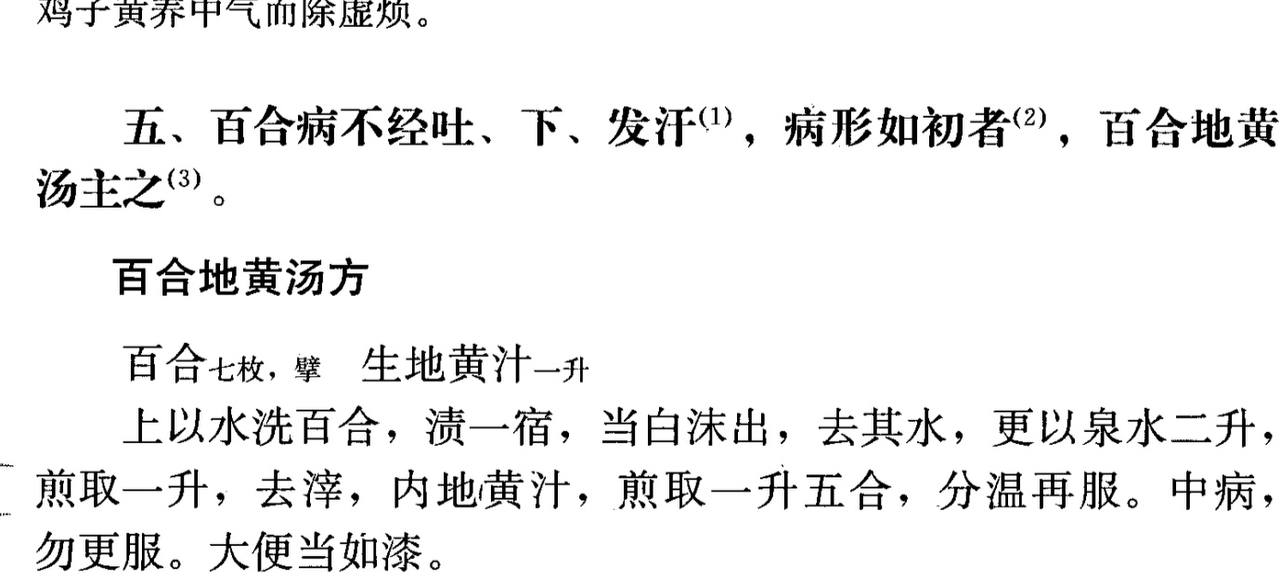 鸡子黄养中气而除虚烦。
五、百合病不经吐、下、发汗(1)，病形如初者(2)，百合地黄
汤主之(3)。
百合地黄汤方
百合七枚，擘　生地黄汁一升
上以水洗百合，渍一宿，当白沫出，去其水，更以泉水二升，
煎取一升，去滓，内地黄汁，煎取一升五合，分温再服。中病，
勿更服。大便当如漆。